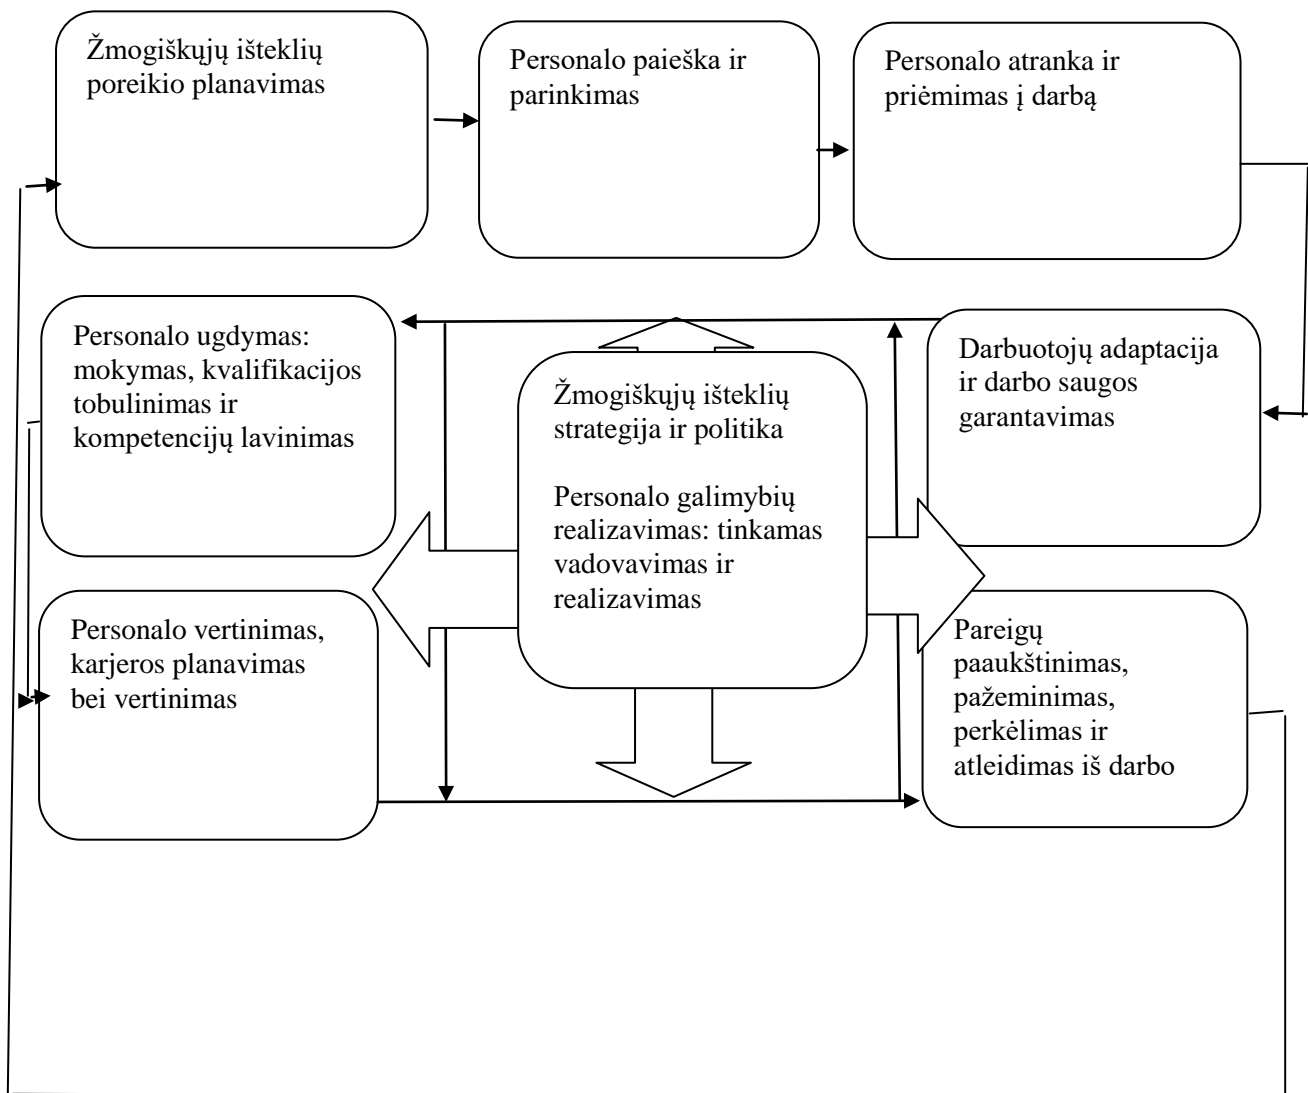 Žmogiškųjų išteklių
poreikio planavimas
Personalo paieška ir
parinkimas
Personalo atranka ir
priėmimas į darbą
Personalo ugdymas:
mokymas, kvalifikacijos
tobulinimas ir
kompetencijų lavinimas
Žmogiškųjų išteklių
strategija ir politika
Personalo galimybių
realizavimas: tinkamas
vadovavimas ir
realizavimas
Darbuotojų adaptacija
ir darbo saugos
garantavimas
Personalo vertinimas,
karjeros planavimas
bei vertinimas
Pareigų
paaukštinimas,
pažeminimas,
perkėlimas ir
atleidimas iš darbo